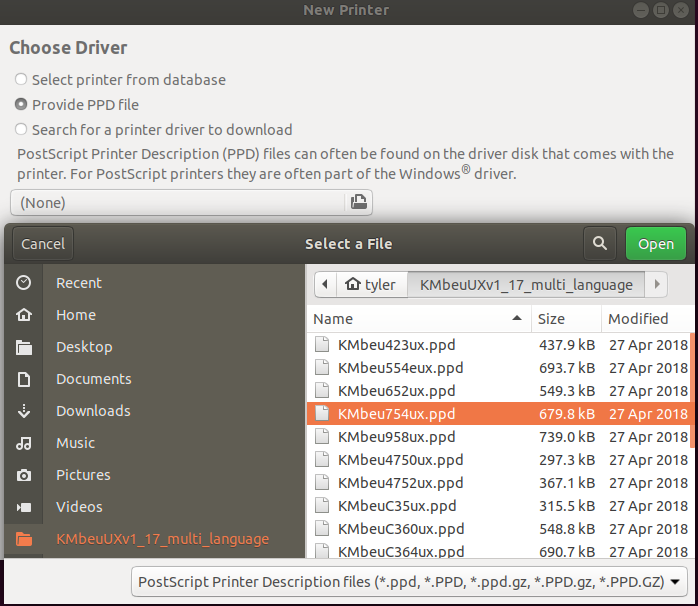 New Printer
Choose Driver
Select printer from database
Provide PPD file
Search for a printer driver to download
PostScript Printer Description (PPD) files can often be found on the driver disk that comes with the
printer. For PostScript printers they are often part of the Windows® driver.
(None)
Cancel
Select a File
Open
Recent
Home
Desktop
Documents
Downloads
Music
Pictures
Videos
KMbeuUXv1_17_multi_language
tyler KMbeuUXv1_17_multi_language
Name Size Modified
KMbeu423ux.ppd 437.9 kB 27 Apr 2018
KMbeu554eux.ppd 693.7 kB 27 Apr 2018
KMbeu652ux.ppd 549.3 kB 27 Apr 2018
KMbeu754ux.ppd 679.8 kB 27 Apr 2018
KMbeu958ux.ppd 739.0 kB 27 Apr 2018
KMbeu4750ux.ppd 297.3 kB 27 Apr 2018
KMbeu4752ux.ppd 367.1 kB 27 Apr 2018
KMbeuC35ux.ppd 315.5 kB 27 Apr 2018
KMbeuC360ux.ppd 548.8 kB 27 Apr 2018
KMbeuC364ux.ppd 690.7 kB 27 Apr 2018
PostScript Printer Description files (*.ppd, *.PPD, *.ppd.gz, *.PPD.gz, *.PPD.GZ)